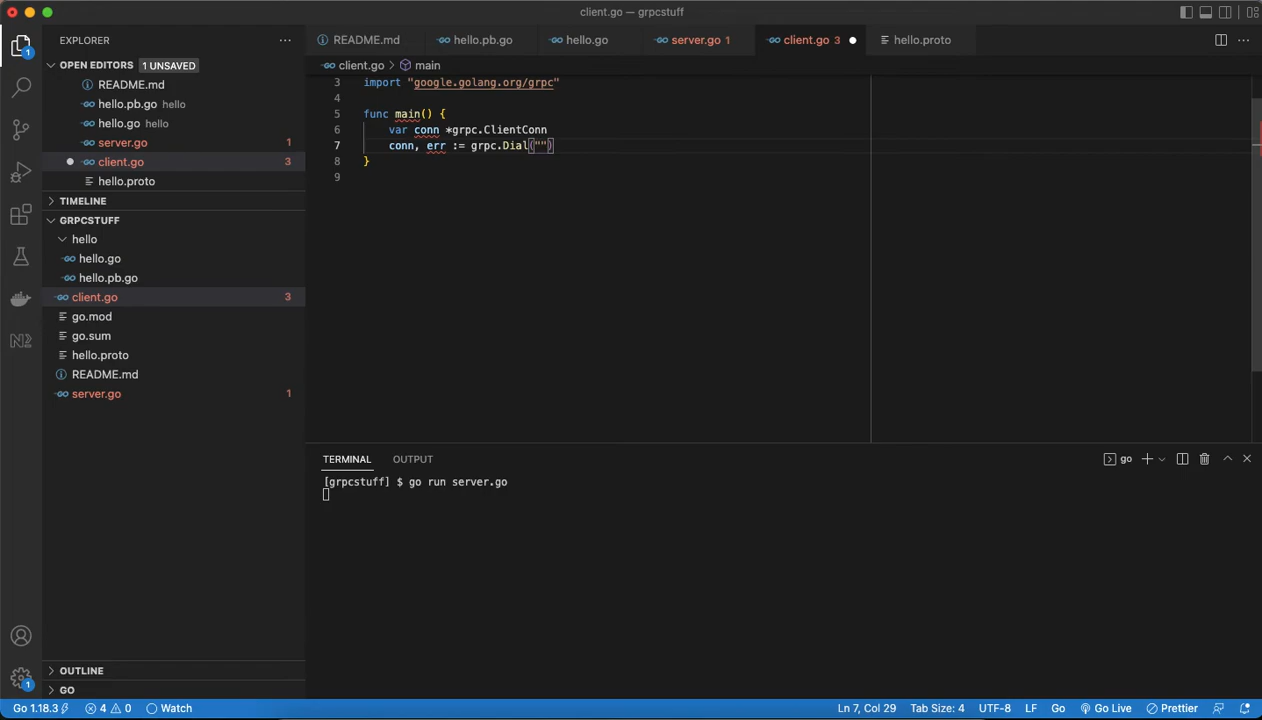 client.go — grpcstuff
EXPLORER
README.md
hello.pb.go
hello.go
server.go 1
client.go 3
hello.proto
OPEN EDITORS 1 UNSAVED
client.go
main
README.md
hello.pb.go hello
hello.go hello
server.go 1
client.go 3
hello.proto
TIMELINE
GRPCSTUFF
hello
hello.go
hello.pb.go
client.go 3
go.mod
go.sum
hello.proto
README.md
server.go 1
OUTLINE
GO
3 import "google.golang.org/grpc"
4
5 func main() {
6 var conn *grpc.ClientConn
7 conn, err := grpc.Dial("")
8 }
9
TERMINAL OUTPUT
go
[grpcstuff] $ go run server.go
1
1
Go 1.18.3 4 0 Watch Ln 7, Col 29 Tab Size: 4 UTF-8 LF Go Go Live Prettier